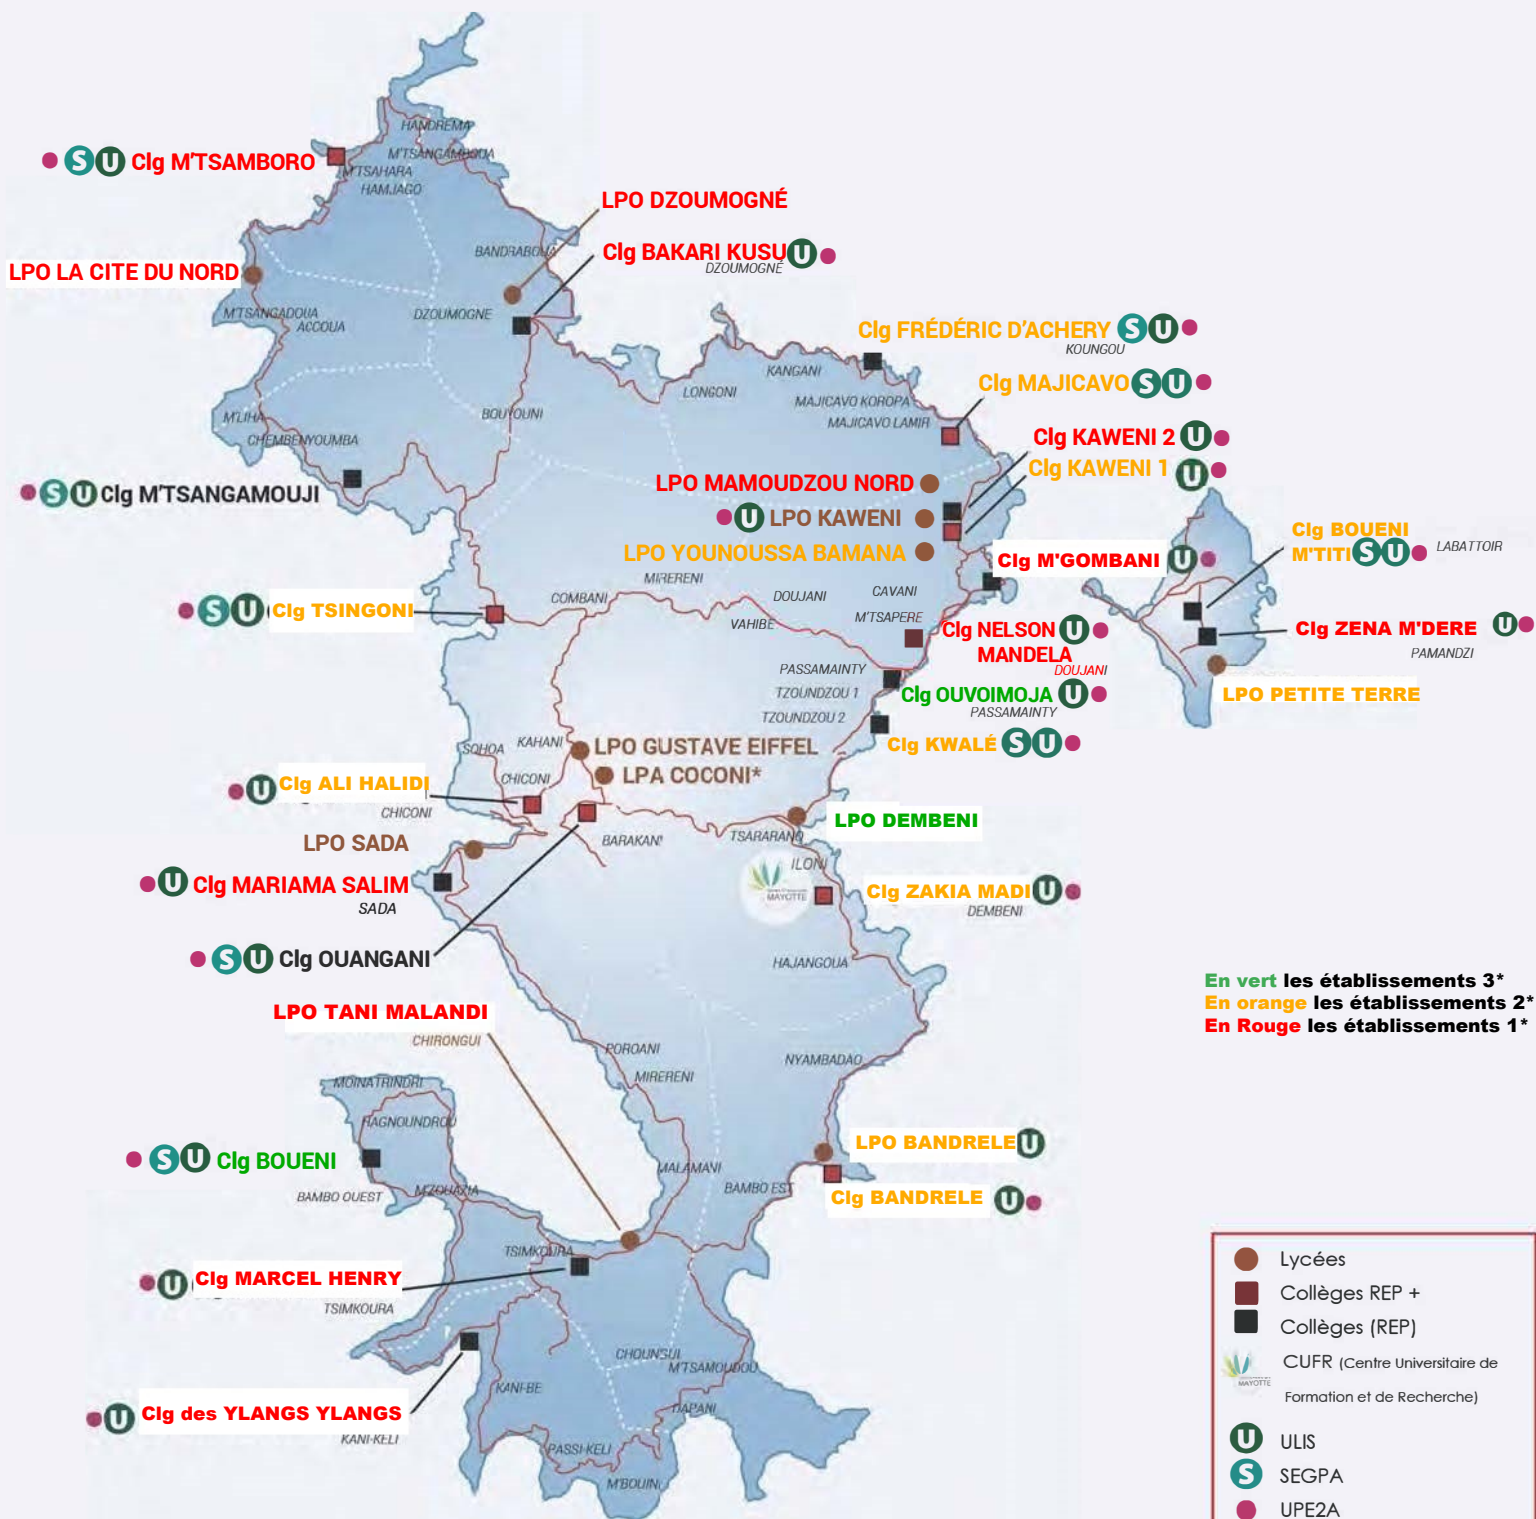 HANDREMA
M'TSANGAMBOUA
S U Clg M'TSAMBORO
M'TSAHARA
HAMJAGO
LPO DZOUMOGNÉ
BANDRABOUA
Clg BAKARI KUSU U
DZOUMOGNÉ
LPO LA CITE DU NORD
M'TSANGADOUA
ACCOUA
DZOUMOGNE
Clg FRÉDÉRIC D'ACHERY S U
KOUNGOU
KANGANI
LONGONI
Clg MAJICAVO S U
MAJICAVO KOROPA
MAJICAVO LAMIR
M'LIHA
BOUYOUNI
CHEMBENYOUMBA
Clg KAWENI 2 U
Clg KAWENI 1 U
LPO MAMOUDZOU NORD
S U Clg M'TSANGAMOUJI
U LPO KAWENI
LPO YOUNOUSSA BAMANA
Clg BOUENI
M'TITI S U
LABATTOIR
Clg M'GOMBANI U
MIRERENI
COMBANI
DOUJANI
CAVANI
S U Clg TSINGONI
VAHIBE
M'TSAPERE
Clg NELSON U
MANDELA
DOUJANI
Clg ZENA M'DERE U
PAMANDZI
PASSAMAINTY
TZOUNDZOU 1
Clg OUVOIMOJA U
PASSAMAINTY
LPO PETITE TERRE
TZOUNDZOU 2
Clg KWALÉ S U
SOHOA
KAHANI
LPO GUSTAVE EIFFEL
CHICONI
LPA COCONI*
U Clg ALI HALIDI
CHICONI
LPO DEMBENI
LPO SADA
BARAKANI
TSARARANO
ILONI
MAYOTTE
U Clg MARIAMA SALIM
SADA
Clg ZAKIA MADI U
DEMBENI
S U Clg OUANGANI
HAJANGOUA
En vert les établissements 3*
En orange les établissements 2*
En Rouge les établissements 1*
LPO TANI MALANDI
CHIRONGUI
POROANI
MIRERENI
NYAMBADAO
MOINATRINDRI
HAGNOUNDROU
LPO BANDRELE U
S U Clg BOUENI
MALAMANI
BAMBO OUEST
M'ZOUAZIA
BAMBO EST
Clg BANDRELE U
TSIMKOURA
U Clg MARCEL HENRY
TSIMKOURA
CHOUNGUI
M'TSAMOUDOU
KANI-BE
DAPANI
U Clg des YLANGS YLANGS
KANI-KELI
PASSI-KELI
M'BOUINI
Lycées
Collèges REP +
Collèges (REP)
MAYOTTE
CUFR (Centre Universitaire de
Formation et de Recherche)
U ULIS
S SEGPA
UPE2A